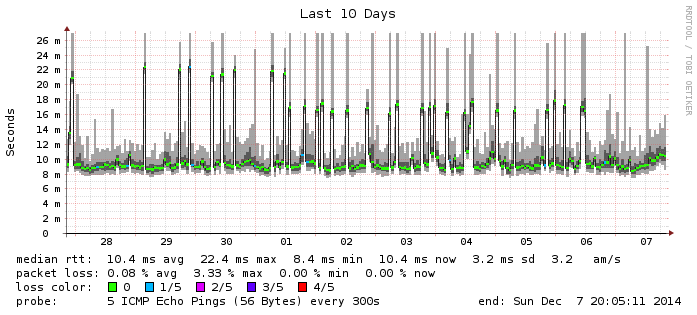 Last 10 Days
RRDTOOL / TOBI OETIKER
Seconds
26 m
24 m
22 m
20 m
18 m
16 m
14 m
12 m
10 m
8 m
6 m
4 m
2 m
0
28 29 30 01 02 03 04 05 06 07
median rtt: 10.4 ms avg 22.4 ms max 8.4 ms min 10.4 ms now 3.2 ms sd 3.2 am/s
packet loss: 0.08 % avg 3.33 % max 0.00 % min 0.00 % now
loss color: 0 1/5 2/5 3/5 4/5
probe: 5 ICMP Echo Pings (56 Bytes) every 300s end: Sun Dec 7 20:05:11 2014